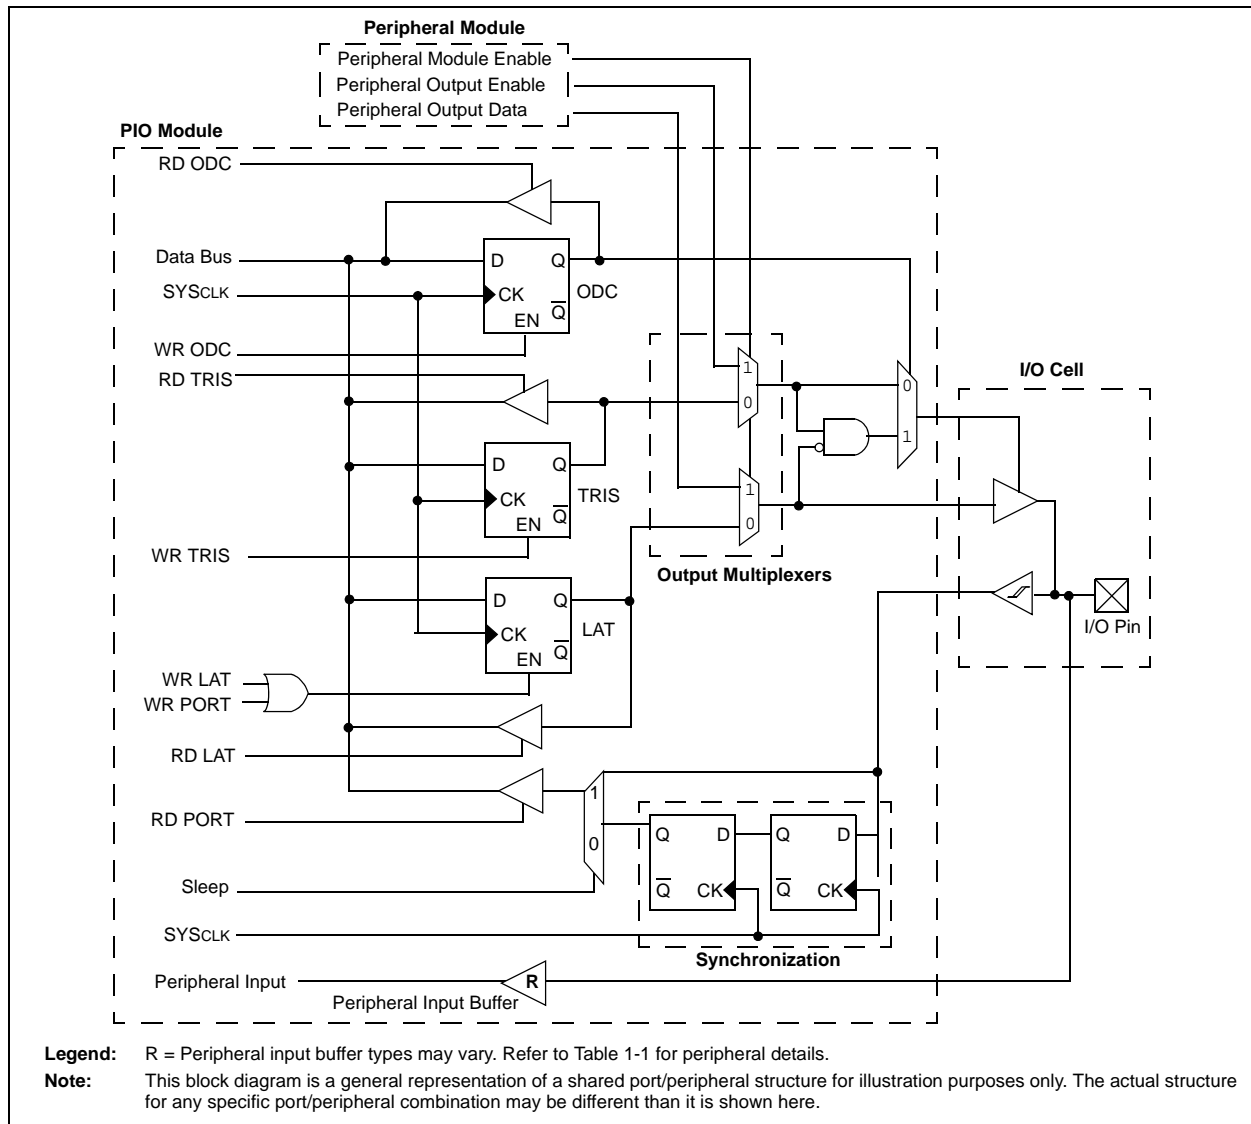 Peripheral Module
Peripheral Module Enable
Peripheral Output Enable
Peripheral Output Data
PIO Module
RD ODC
Data Bus
D Q
SYSCLK
CK
ODC
Q
EN
WR ODC
RD TRIS
1
0
I/O Cell
0
1
D Q
CK
TRIS
Q
EN
WR TRIS
1
0
Output Multiplexers
D Q
CK
LAT
Q
EN
I/O Pin
WR LAT
WR PORT
RD LAT
1
RD PORT
0
Q D Q D
Sleep
Q CK Q CK
SYSCLK
Synchronization
Peripheral Input
R
Peripheral Input Buffer
Legend: R = Peripheral input buffer types may vary. Refer to Table 1-1 for peripheral details.
Note: This block diagram is a general representation of a shared port/peripheral structure for illustration purposes only. The actual structure
for any specific port/peripheral combination may be different than it is shown here.